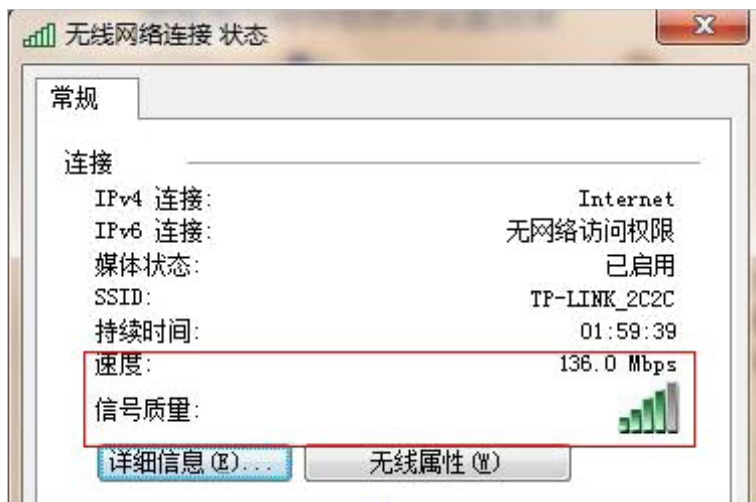 无线网络连接 状态
常规
连接
IPv4 连接: Internet
IPv6 连接: 无网络访问权限
媒体状态: 已启用
SSID: TP-LINK_2C2C
持续时间: 01:59:39
速度: 136.0 Mbps
信号质量:
详细信息(E)... 无线属性(W)